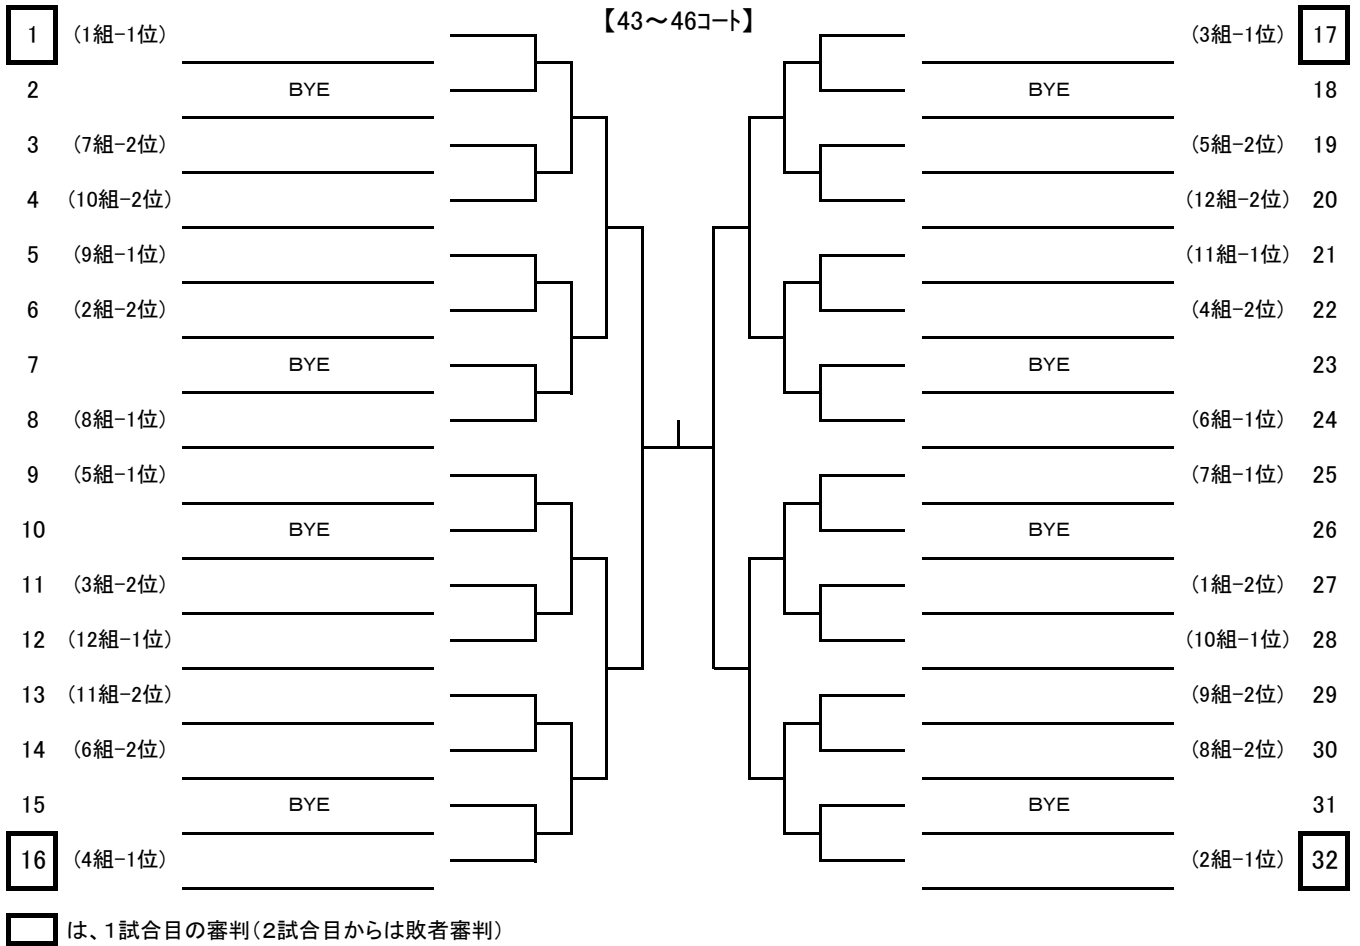 【43～46コート】
1 (1組-1位)
2 BYE
3 (7組-2位)
4 (10組-2位)
5 (9組-1位)
6 (2組-2位)
7 BYE
8 (8組-1位)
9 (5組-1位)
10 BYE
11 (3組-2位)
12 (12組-1位)
13 (11組-2位)
14 (6組-2位)
15 BYE
16 (4組-1位)
(3組-1位) 17
BYE 18
(5組-2位) 19
(12組-2位) 20
(11組-1位) 21
(4組-2位) 22
BYE 23
(6組-1位) 24
(7組-1位) 25
BYE 26
(1組-2位) 27
(10組-1位) 28
(9組-2位) 29
(8組-2位) 30
BYE 31
(2組-1位) 32
は、1試合目の審判(2試合目からは敗者審判)